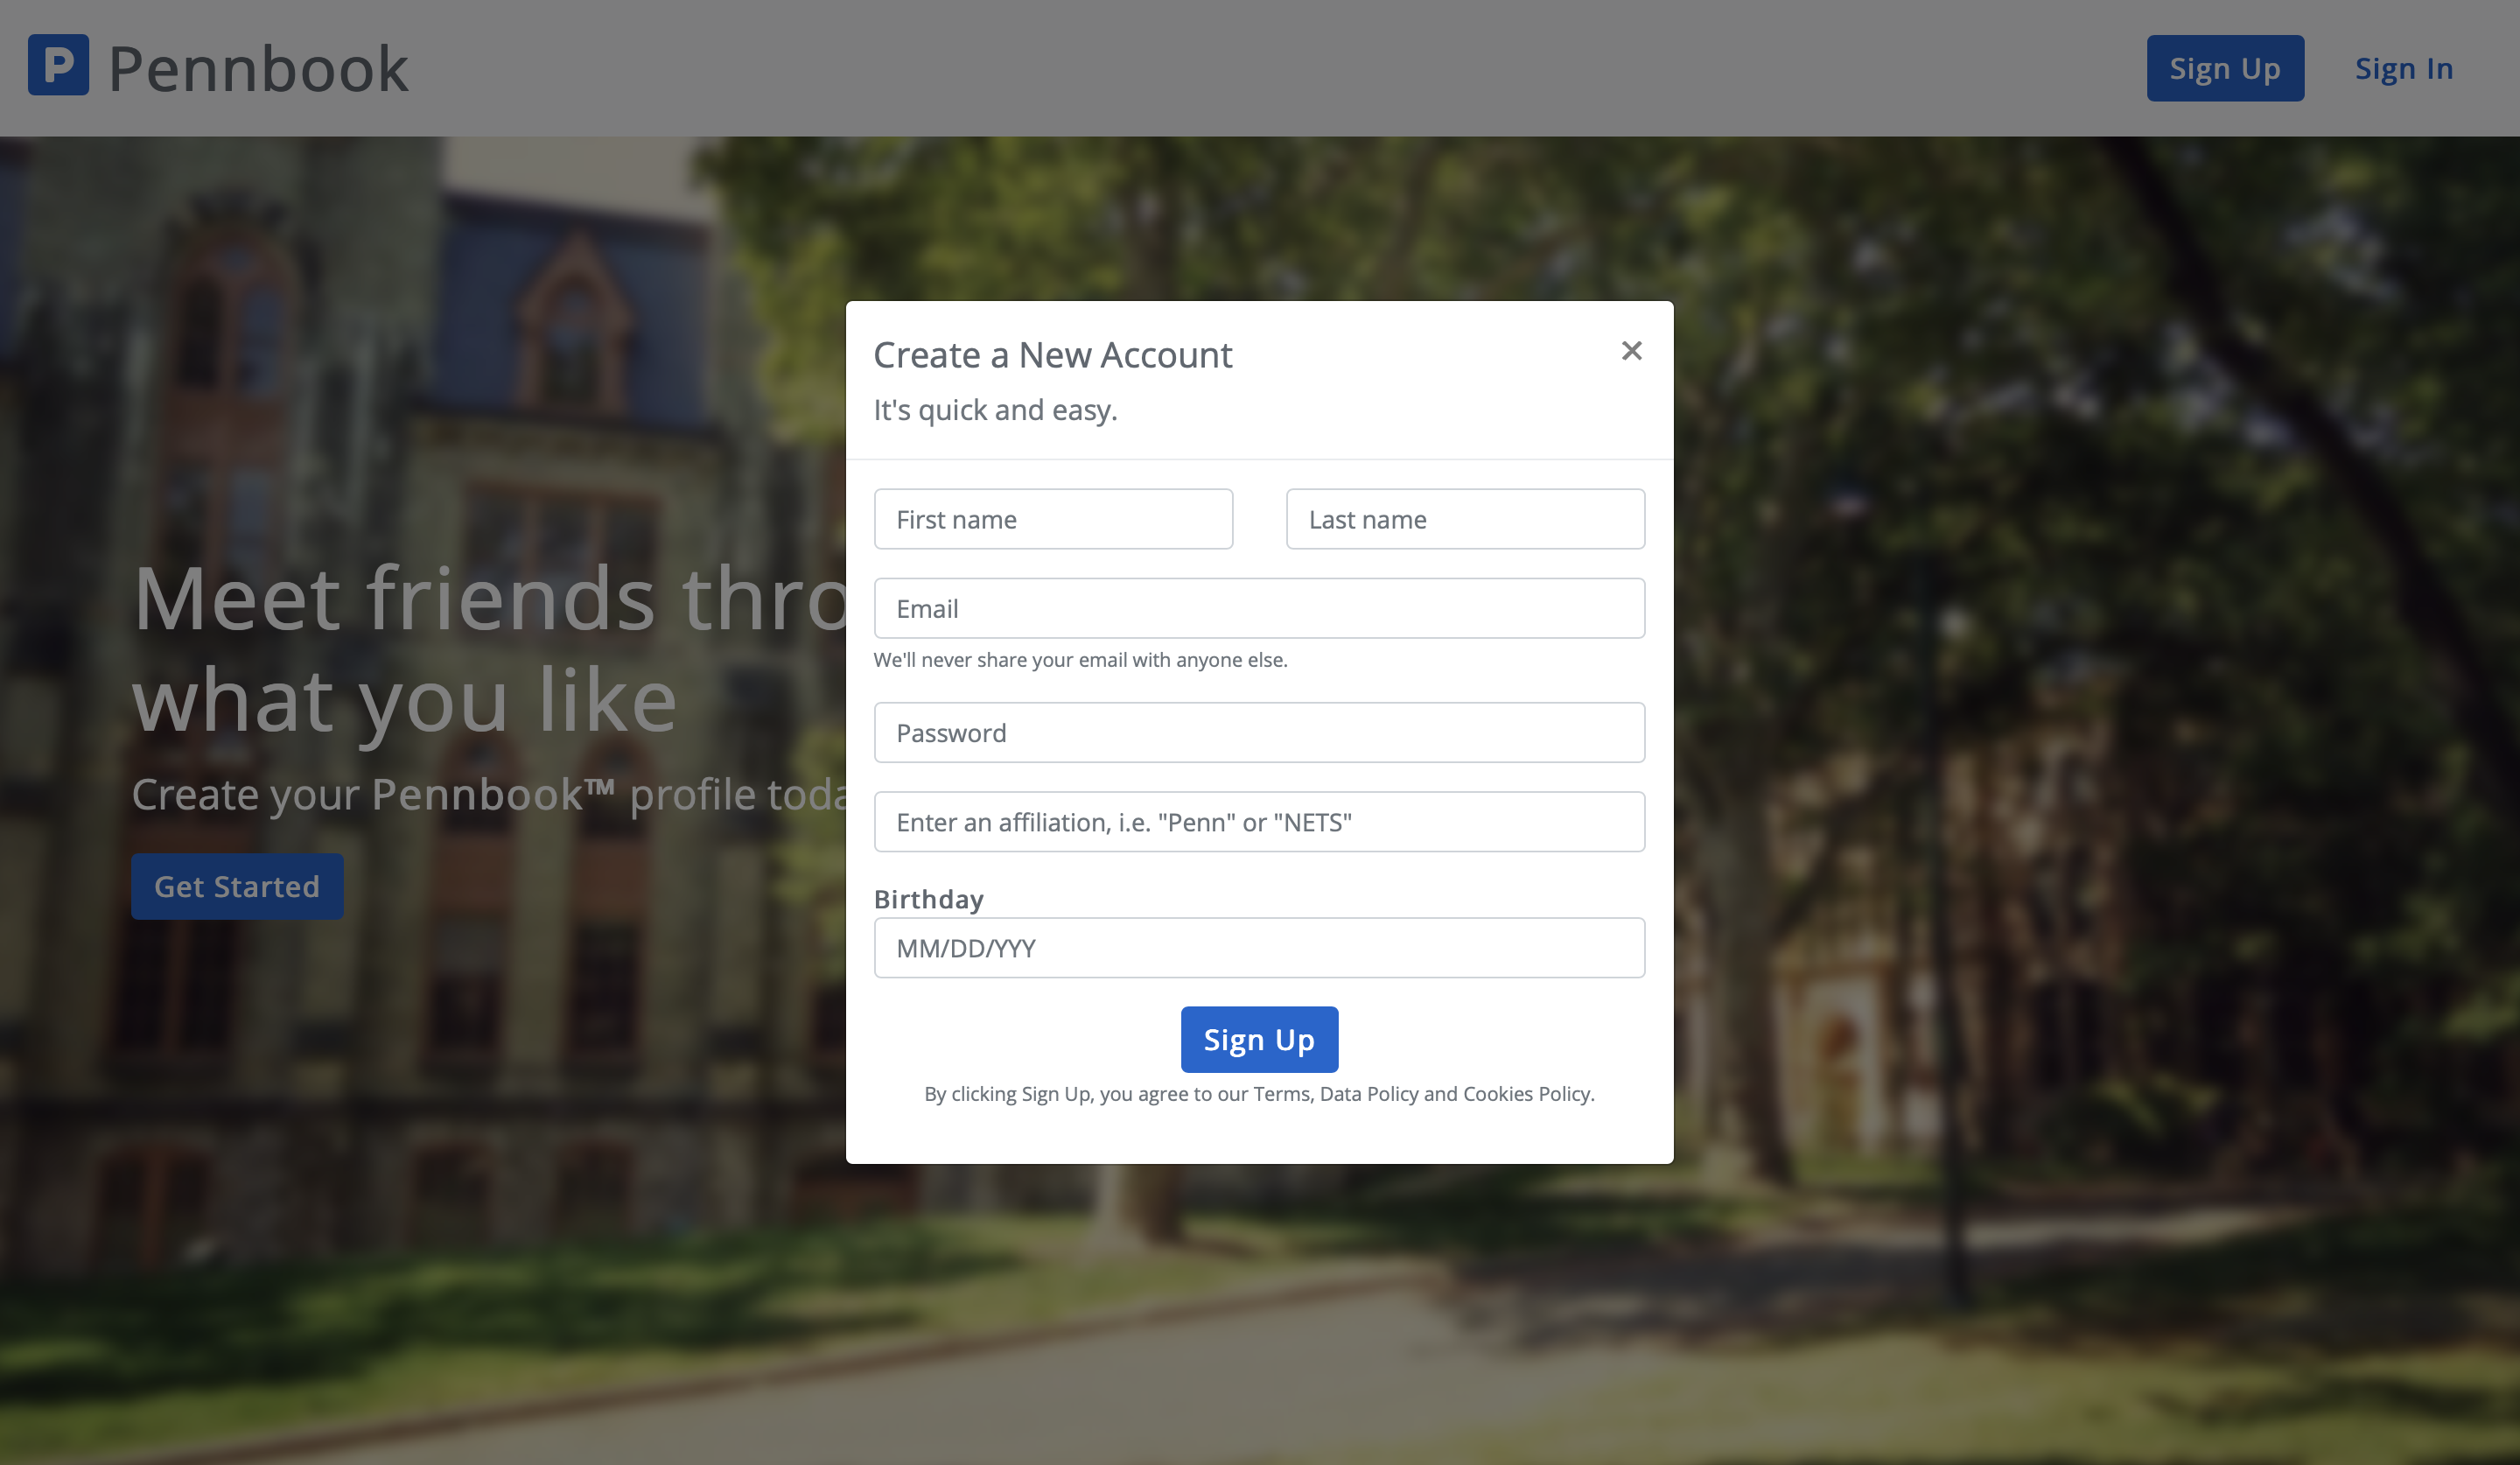 P Pennbook
Sign Up
Sign In
Meet friends thro
what you like
Create your Pennbook™ profile toda
Get Started
Create a New Account
×
It's quick and easy.
First name
Last name
Email
We'll never share your email with anyone else.
Password
Enter an affiliation, i.e. "Penn" or "NETS"
Birthday
MM/DD/YYY
Sign Up
By clicking Sign Up, you agree to our Terms, Data Policy and Cookies Policy.